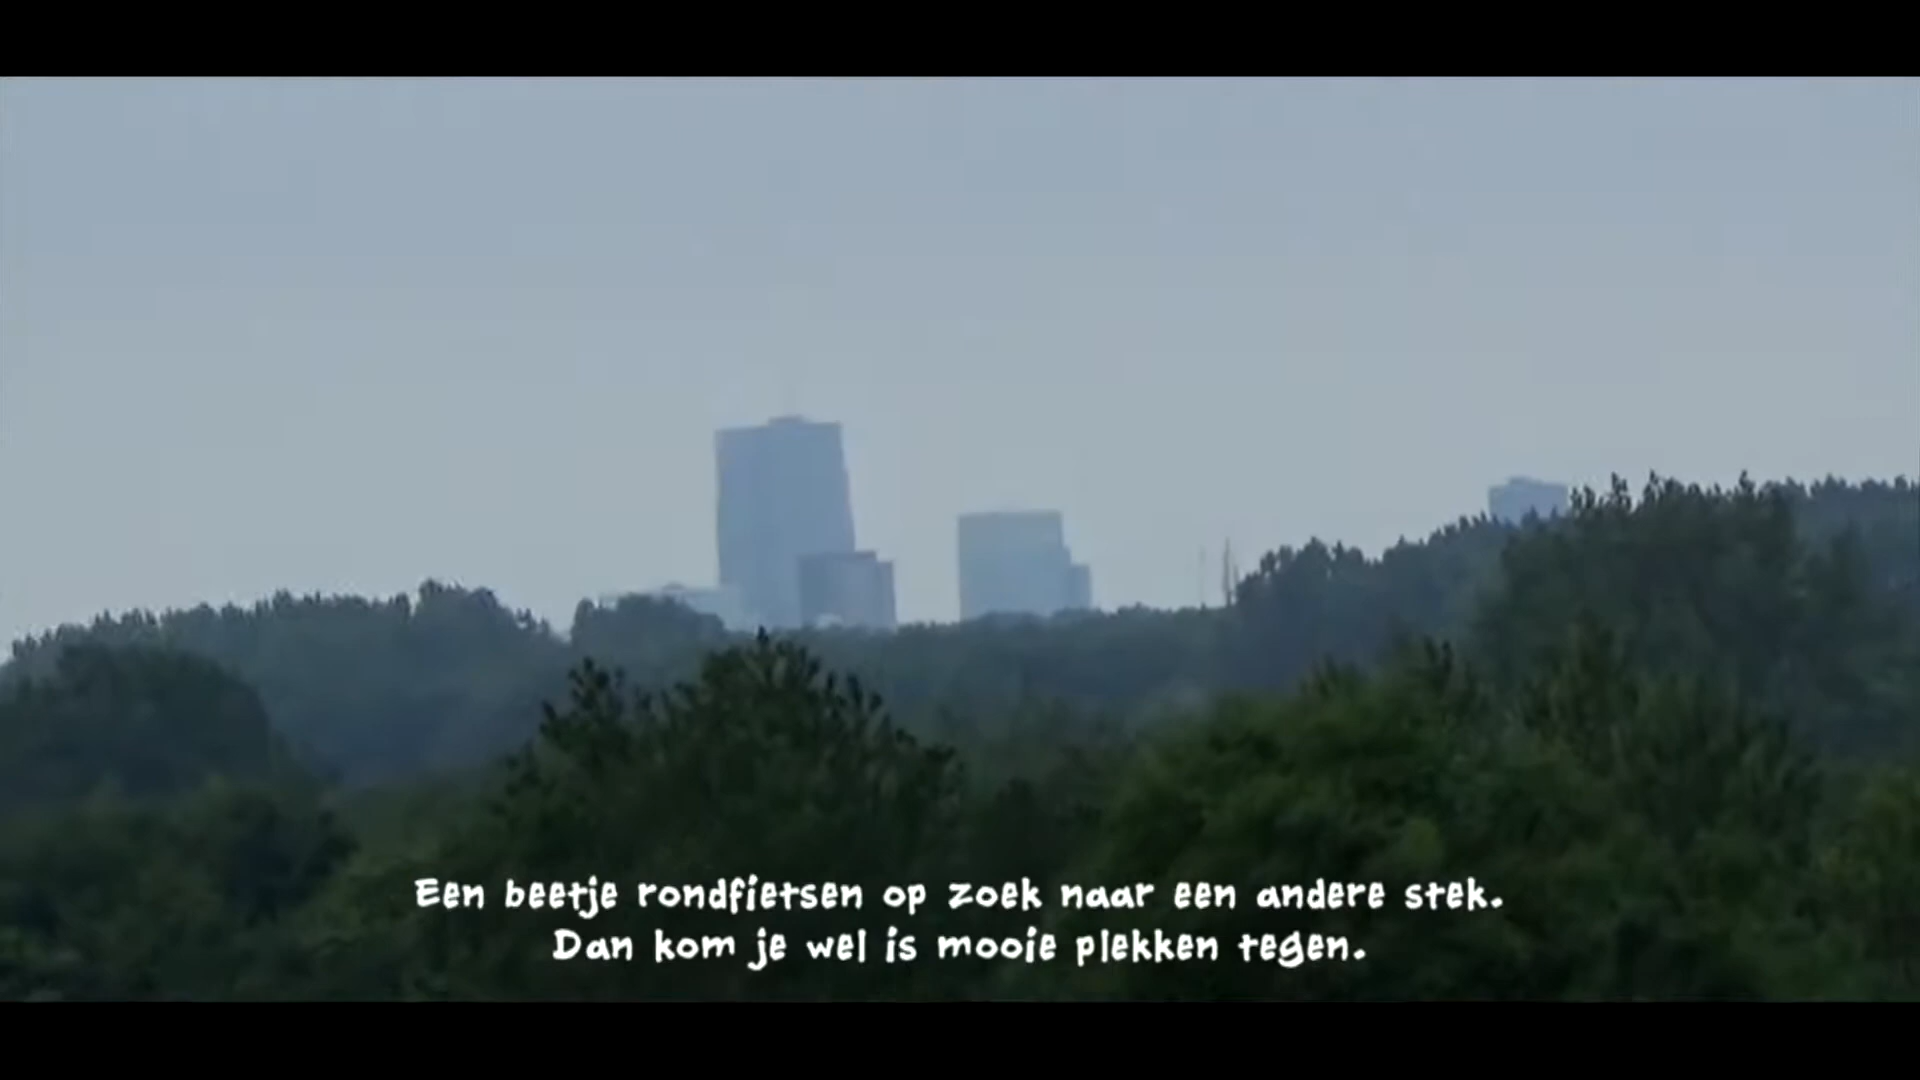 Een beetje rondfietsen op zoek naar een andere stek.
Dan kom je wel is mooie plekken tegen.